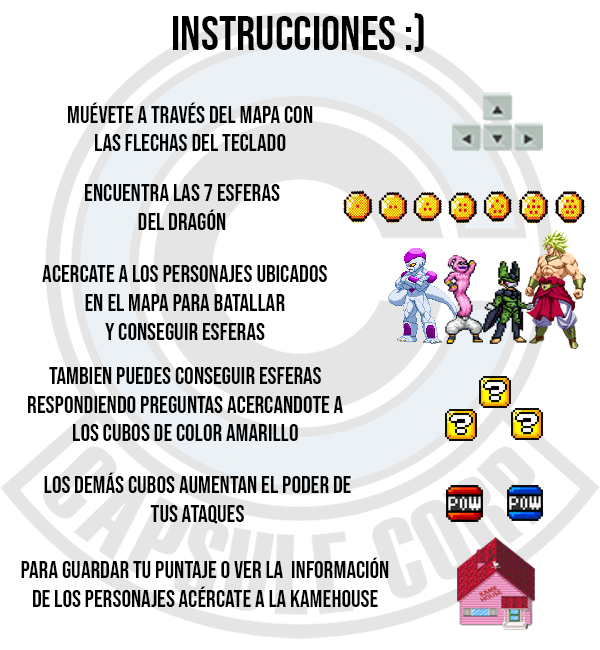 INSTRUCCIONES :)
MUÉVETE A TRAVÉS DEL MAPA CON
LAS FLECHAS DEL TECLADO
ENCUENTRA LAS 7 ESFERAS
DEL DRAGÓN
ACERCATE A LOS PERSONAJES UBICADOS
EN EL MAPA PARA BATALLAR
Y CONSEGUIR ESFERAS
TAMBIEN PUEDES CONSEGUIR ESFERAS
RESPONDIENDO PREGUNTAS ACERCANDOTE A
LOS CUBOS DE COLOR AMARILLO
?
? ?
LOS DEMÁS CUBOS AUMENTAN EL PODER DE
TUS ATAQUES
POW POW
PARA GUARDAR TU PUNTAJE O VER LA INFORMACIÓN
DE LOS PERSONAJES ACÉRCATE A LA KAMEHOUSE
KAME
HOUSE
CAPSULE CORP